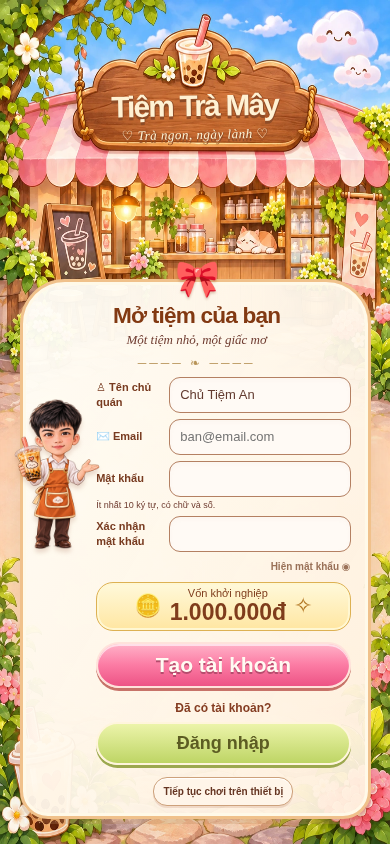 Tiệm Trà Mây
♡ Trà ngon, ngày lành ♡
Mở tiệm của bạn
Một tiệm nhỏ, một giấc mơ
Tên chủ quán
Chủ Tiệm An
Email
ban@email.com
Mật khẩu
Ít nhất 10 ký tự, có chữ và số.
Xác nhận mật khẩu
Hiện mật khẩu
Vốn khởi nghiệp
1.000.000đ
Tạo tài khoản
Đã có tài khoản?
Đăng nhập
Tiếp tục chơi trên thiết bị